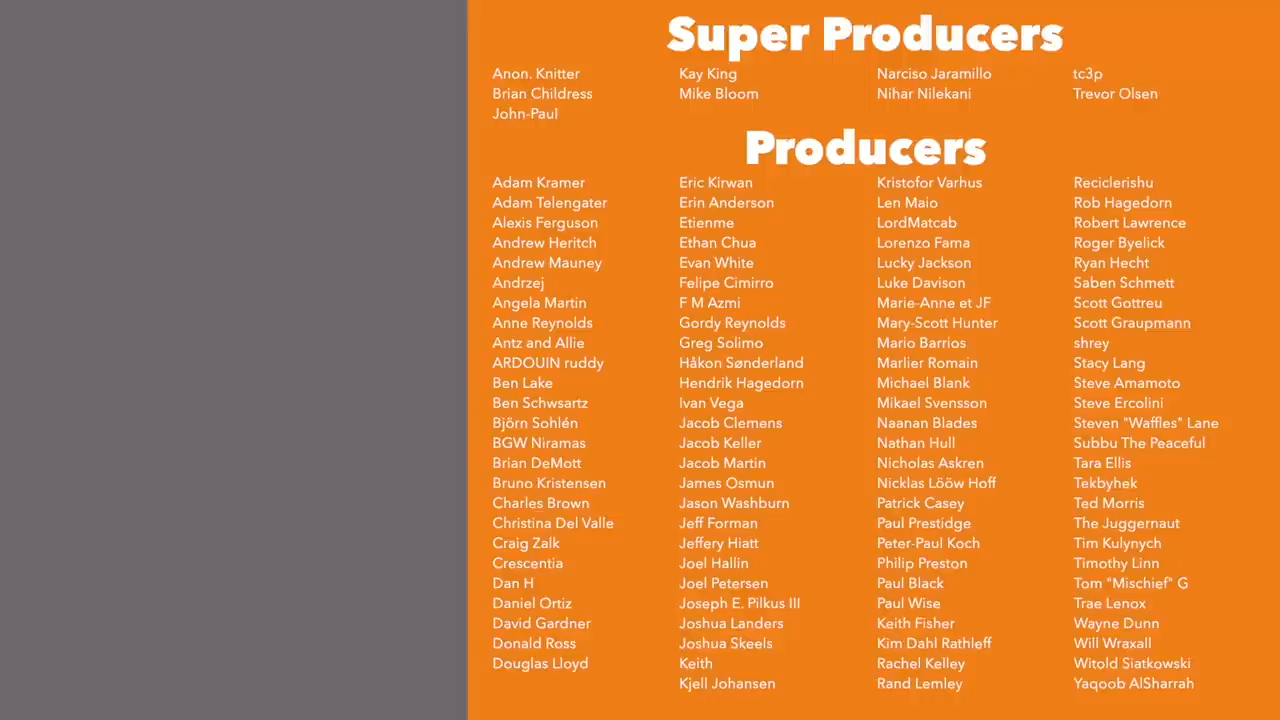 Super Producers
Anon. Knitter
Brian Childress
John-Paul
Kay King
Mike Bloom
Narciso Jaramillo
Nihar Nilekani
tc3p
Trevor Olsen
Producers
Adam Kramer
Adam Telengater
Alexis Ferguson
Andrew Heritch
Andrew Mauney
Andrzej
Angela Martin
Anne Reynolds
Antz and Allie
ARDOUIN ruddy
Ben Lake
Ben Schwsartz
Björn Sohlén
BGW Niramas
Brian DeMott
Bruno Kristensen
Charles Brown
Christina Del Valle
Craig Zalk
Crescentia
Dan H
Daniel Ortiz
David Gardner
Donald Ross
Douglas Lloyd
Eric Kirwan
Erin Anderson
Etienme
Ethan Chua
Evan White
Felipe Cimirro
F M Azmi
Gordy Reynolds
Greg Solimo
Håkon Sønderland
Hendrik Hagedorn
Ivan Vega
Jacob Clemens
Jacob Keller
Jacob Martin
James Osmun
Jason Washburn
Jeff Forman
Jeffery Hiatt
Joel Hallin
Joel Petersen
Joseph E. Pilkus III
Joshua Landers
Joshua Skeels
Keith
Kjell Johansen
Kristofor Varhus
Len Maio
LordMatcab
Lorenzo Fama
Lucky Jackson
Luke Davison
Marie-Anne et JF
Mary-Scott Hunter
Mario Barrios
Marlier Romain
Michael Blank
Mikael Svensson
Naanan Blades
Nathan Hull
Nicholas Askren
Nicklas Lööw Hoff
Patrick Casey
Paul Prestidge
Peter-Paul Koch
Philip Preston
Paul Black
Paul Wise
Keith Fisher
Kim Dahl Rathleff
Rachel Kelley
Rand Lemley
Reciclerishu
Rob Hagedorn
Robert Lawrence
Roger Byelick
Ryan Hecht
Saben Schmett
Scott Gottreu
Scott Graupmann
shrey
Stacy Lang
Steve Amamoto
Steve Ercolini
Steven "Waffles" Lane
Subbu The Peaceful
Tara Ellis
Tekbyhek
Ted Morris
The Juggernaut
Tim Kulynych
Timothy Linn
Tom "Mischief" G
Trae Lenox
Wayne Dunn
Will Wraxall
Witold Siatkowski
Yaqoob AlSharrah